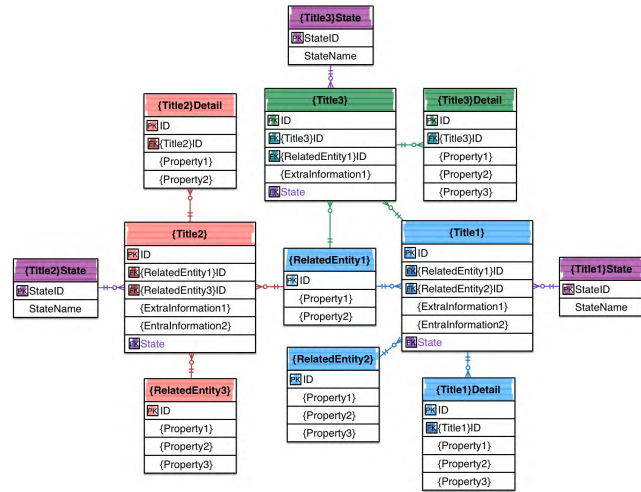 {Title3}State
PK StateID
StateName
{Title2}Detail
PK ID
FK {Title2}ID
{Property1}
{Property2}
{Title3}
PK ID
FK {Title3}ID
FK {RelatedEntity1}ID
{ExtraInformation1}
FK State
{Title3}Detail
PK ID
FK {Title3}ID
{Property1}
{Property2}
{Property3}
{Title2}
PK ID
FK {RelatedEntity1}ID
FK {RelatedEntity3}ID
{ExtraInformation1}
{EntraInformation2}
FK State
{Title1}
PK ID
FK {RelatedEntity1}ID
FK {RelatedEntity2}ID
{ExtraInformation1}
{EntraInformation2}
FK State
{RelatedEntity1}
PK ID
{Property1}
{Property2}
{Title2}State
PK StateID
StateName
{Title1}State
PK StateID
StateName
{RelatedEntity2}
PK ID
{Property1}
{Property2}
{Property3}
{RelatedEntity3}
PK ID
{Property1}
{Property2}
{Property3}
{Title1}Detail
PK ID
FK {Title1}ID
{Property1}
{Property2}
{Property3}